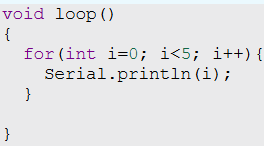 void loop()
{
  for(int i=0; i<5; i++){
    Serial.println(i);
  }

}